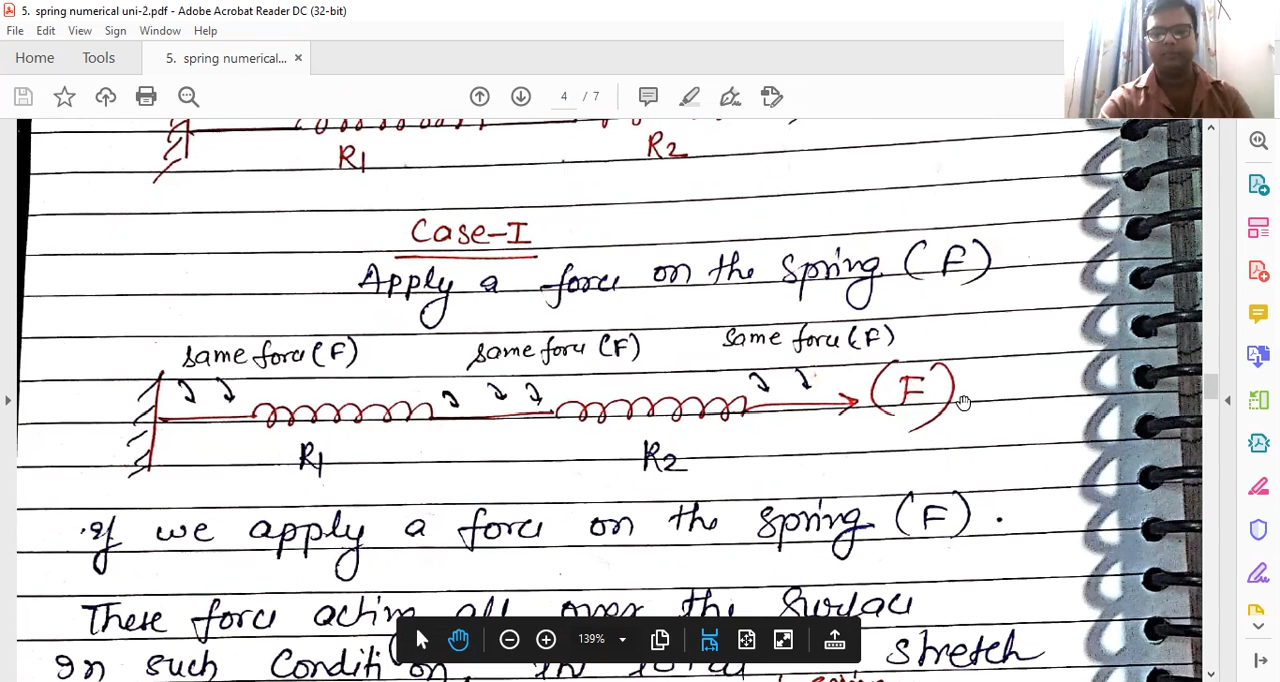 5. spring numerical uni-2.pdf - Adobe Acrobat Reader DC (32-bit)
File Edit View Sign Window Help
Home Tools 5. spring numerical... ×
4 / 7
R1 R2
Case-I
Apply a force on the spring (F)
same force (F) same force (F) same force (F)
(F)
R1 R2
if we apply a force on the spring (F).
These force acting all over the surface
In such condition, the total stretch
139%